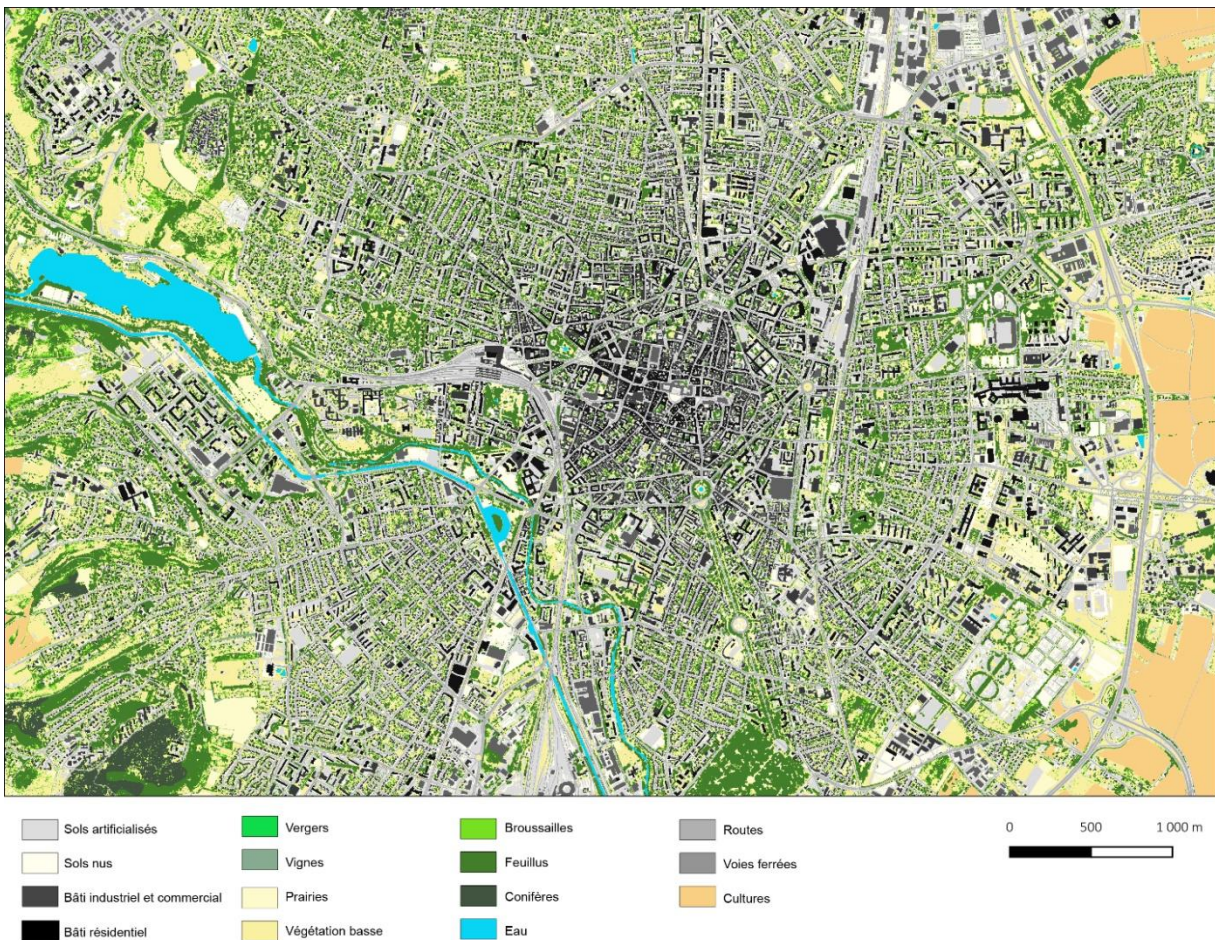 Sols artificialisés
Sols nus
Bâti industriel et commercial
Bâti résidentiel
Vergers
Vignes
Prairies
Végétation basse
Broussailles
Feuillus
Conifères
Eau
Routes
Voies ferrées
Cultures
0 500 1 000 m